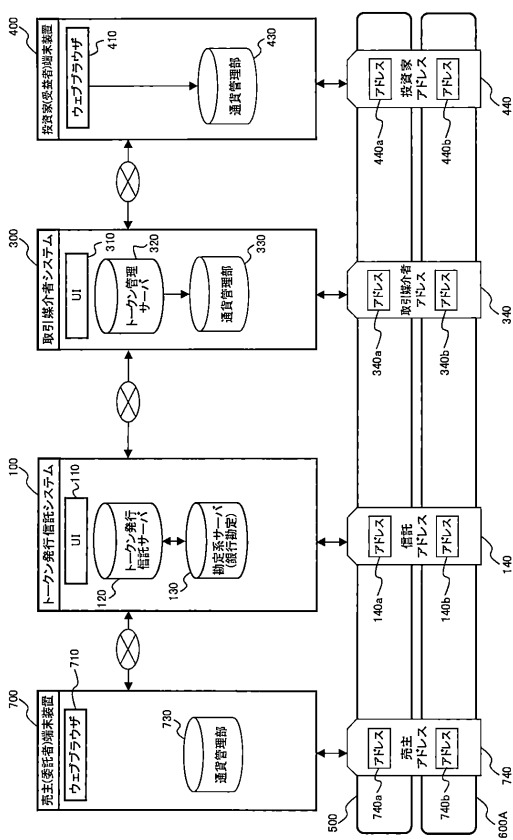 700
売主(委託者)端末装置
ウェブブラウザ
710
730
通貨管理部
100
トークン発行信託システム
UI
110
トークン発行
信託サーバ
120
勘定系サーバ
(銀行勘定)
130
300
取引媒介者システム
UI
310
トークン管理
サーバ
320
通貨管理部
330
400
投資家(受益者)端末装置
ウェブブラウザ
410
通貨管理部
430
500
600A
740a
アドレス
売主
アドレス
740b
アドレス
740
140a
アドレス
信託
アドレス
140b
アドレス
140
340a
アドレス
取引媒介者
アドレス
340b
アドレス
340
440a
アドレス
投資家
アドレス
440b
アドレス
440